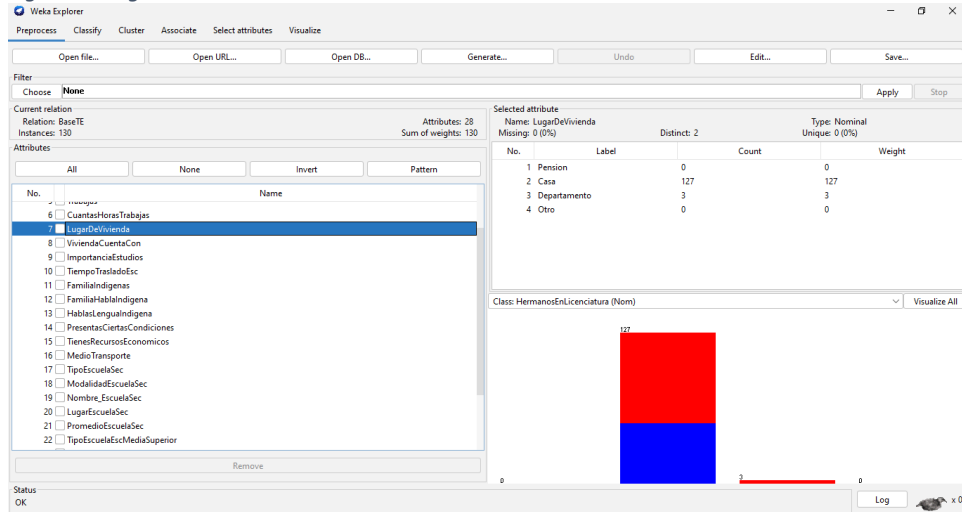 Weka Explorer
Preprocess Classify Cluster Associate Select attributes Visualize
Open file... Open URL... Open DB... Generate... Undo Edit... Save...
Filter
Choose None Apply Stop
Current relation
Relation: BaseTE Attributes: 28
Instances: 130 Sum of weights: 130
Attributes
All None Invert Pattern
No. Name
6 CuantasHorasTrabajas
7 LugarDeVivienda
8 ViviendaCuentaCon
9 ImportanciaEstudios
10 TiempoTrasladoEsc
11 FamiliaIndigenas
12 FamiliaHablaIndigena
13 HablasLenguaIndigena
14 PresentasCiertasCondiciones
15 TienesRecursosEconomicos
16 MedioTransporte
17 TipoEscuelaSec
18 ModalidadEscuelaSec
19 Nombre_EscuelaSec
20 LugarEscuelaSec
21 PromedioEscuelaSec
22 TipoEscuelaEscMediaSuperior
Remove
Selected attribute
Name: LugarDeVivienda Type: Nominal
Missing: 0 (0%) Distinct: 2 Unique: 0 (0%)
No. Label Count Weight
1 Pension 0 0
2 Casa 127 127
3 Departamento 3 3
4 Otro 0 0
Class: HermanosEnLicenciatura (Nom) Visualize All
127
0 3 0
Status
OK Log x 0